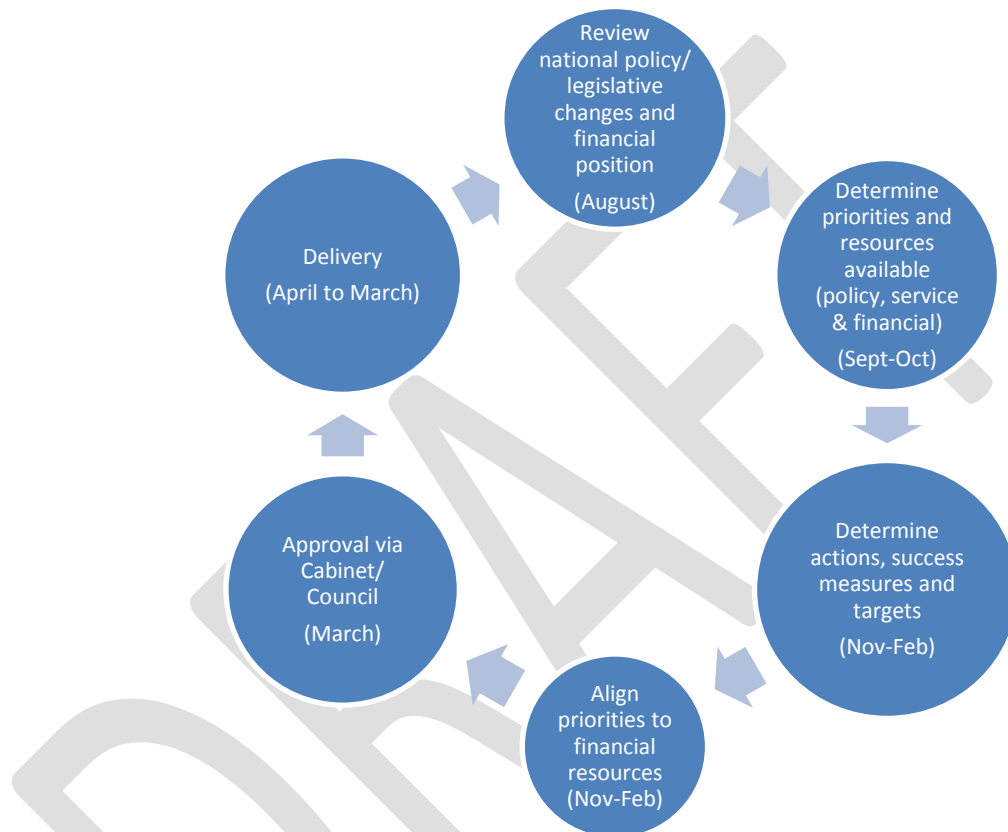 Review
national policy/
legislative
changes and
financial
position
(August)
Determine
priorities and
resources
available
(policy, service
& financial)
(Sept-Oct)
Determine
actions, success
measures and
targets
(Nov-Feb)
Align
priorities to
financial
resources
(Nov-Feb)
Approval via
Cabinet/
Council
(March)
Delivery
(April to March)
DRAFT